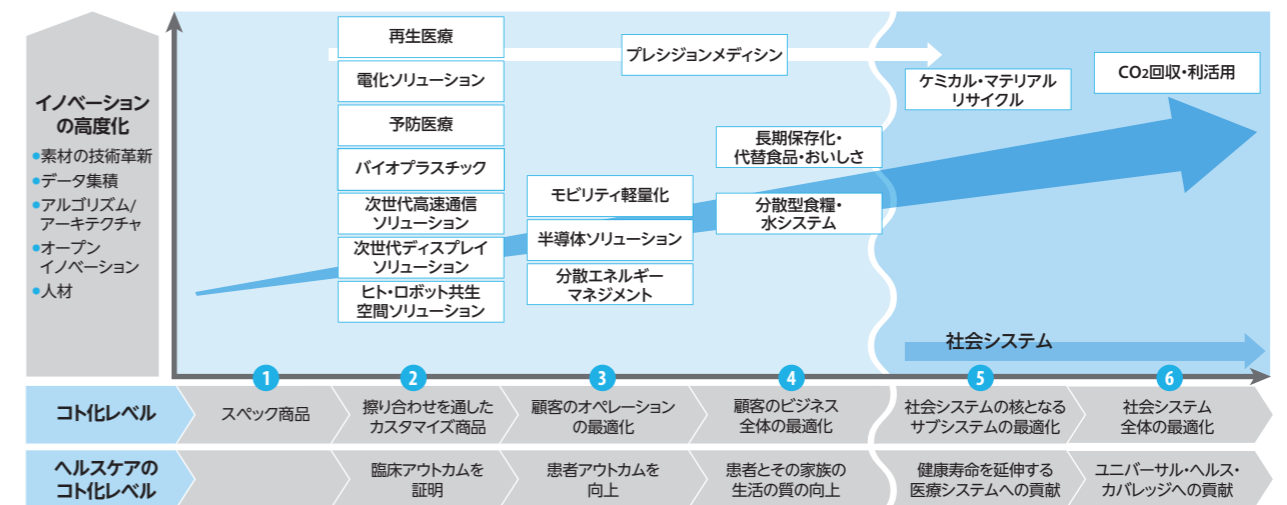 イノベーション
の高度化
●素材の技術革新
●データ集積
●アルゴリズム/
アーキテクチャ
●オープン
イノベーション
●人材
再生医療
電化ソリューション
予防医療
バイオプラスチック
次世代高速通信
ソリューション
次世代ディスプレイ
ソリューション
ヒト・ロボット共生
空間ソリューション
プレシジョンメディシン
モビリティ軽量化
半導体ソリューション
分散エネルギー
マネジメント
長期保存化・
代替食品・おいしさ
分散型食糧・
水システム
ケミカル・マテリアル
リサイクル
CO2回収・利活用
社会システム
1
2
3
4
5
6
コト化レベル
スペック商品
擦り合わせを通した
カスタマイズ商品
顧客のオペレーション
の最適化
顧客のビジネス
全体の最適化
社会システムの核となる
サブシステムの最適化
社会システム
全体の最適化
ヘルスケアの
コト化レベル
臨床アウトカムを
証明
患者アウトカムを
向上
患者とその家族の
生活の質の向上
健康寿命を延伸する
医療システムへの貢献
ユニバーサル・ヘルス・
カバレッジへの貢献